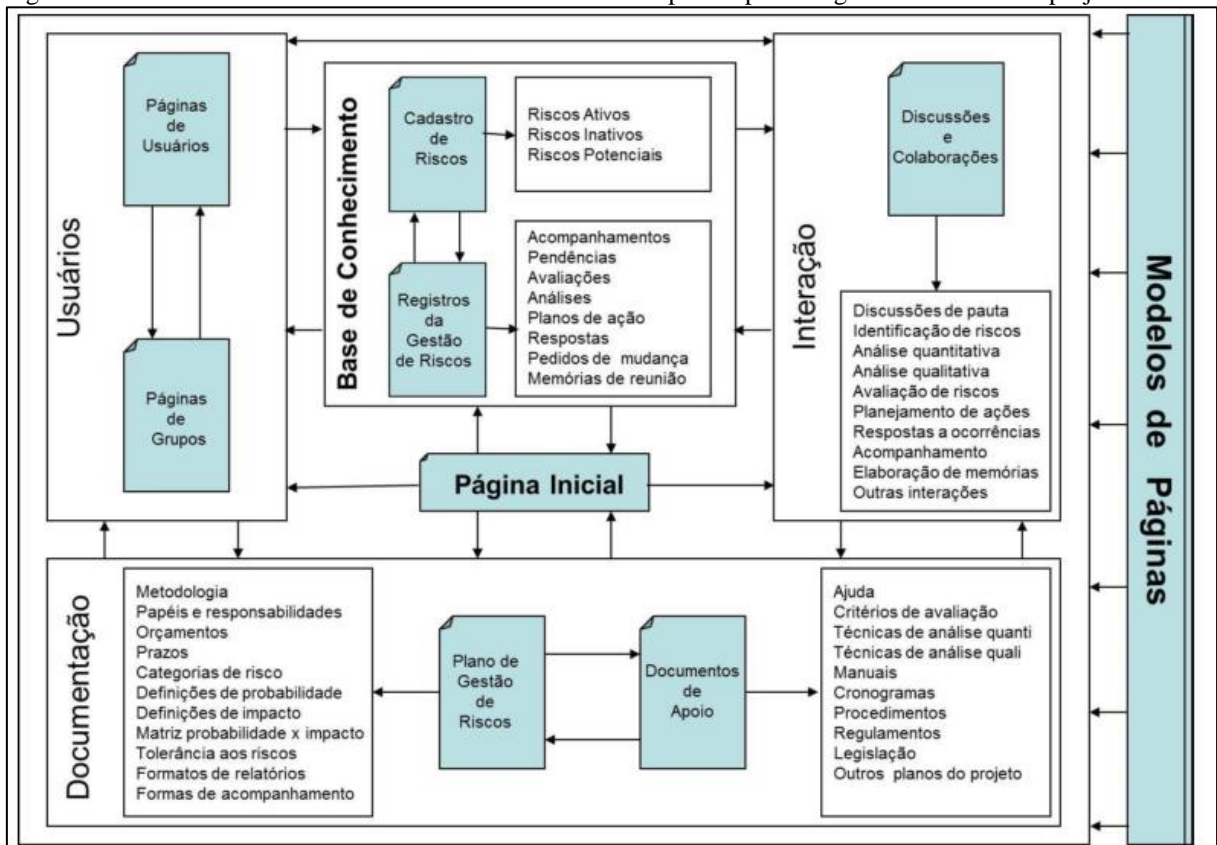 Usuários
Páginas
de
Usuários
Páginas
de
Grupos
Base de Conhecimento
Cadastro
de
Riscos
Riscos Ativos
Riscos Inativos
Riscos Potenciais
Registros
da
Gestão
de Riscos
Acompanhamentos
Pendências
Avaliações
Análises
Planos de ação
Respostas
Pedidos de mudança
Memórias de reunião
Interação
Discussões
e
Colaborações
Discussões de pauta
Identificação de riscos
Análise quantitativa
Análise qualitativa
Avaliação de riscos
Planejamento de ações
Respostas a ocorrências
Acompanhamento
Elaboração de memórias
Outras interações
Página Inicial
Documentação
Metodologia
Papéis e responsabilidades
Orçamentos
Prazos
Categorias de risco
Definições de probabilidade
Definições de impacto
Matriz probabilidade x impacto
Tolerância aos riscos
Formatos de relatórios
Formas de acompanhamento
Plano de
Gestão
de
Riscos
Documentos
de
Apoio
Ajuda
Critérios de avaliação
Técnicas de análise quanti
Técnicas de análise quali
Manuais
Cronogramas
Procedimentos
Regulamentos
Legislação
Outros planos do projeto
Modelos de Páginas